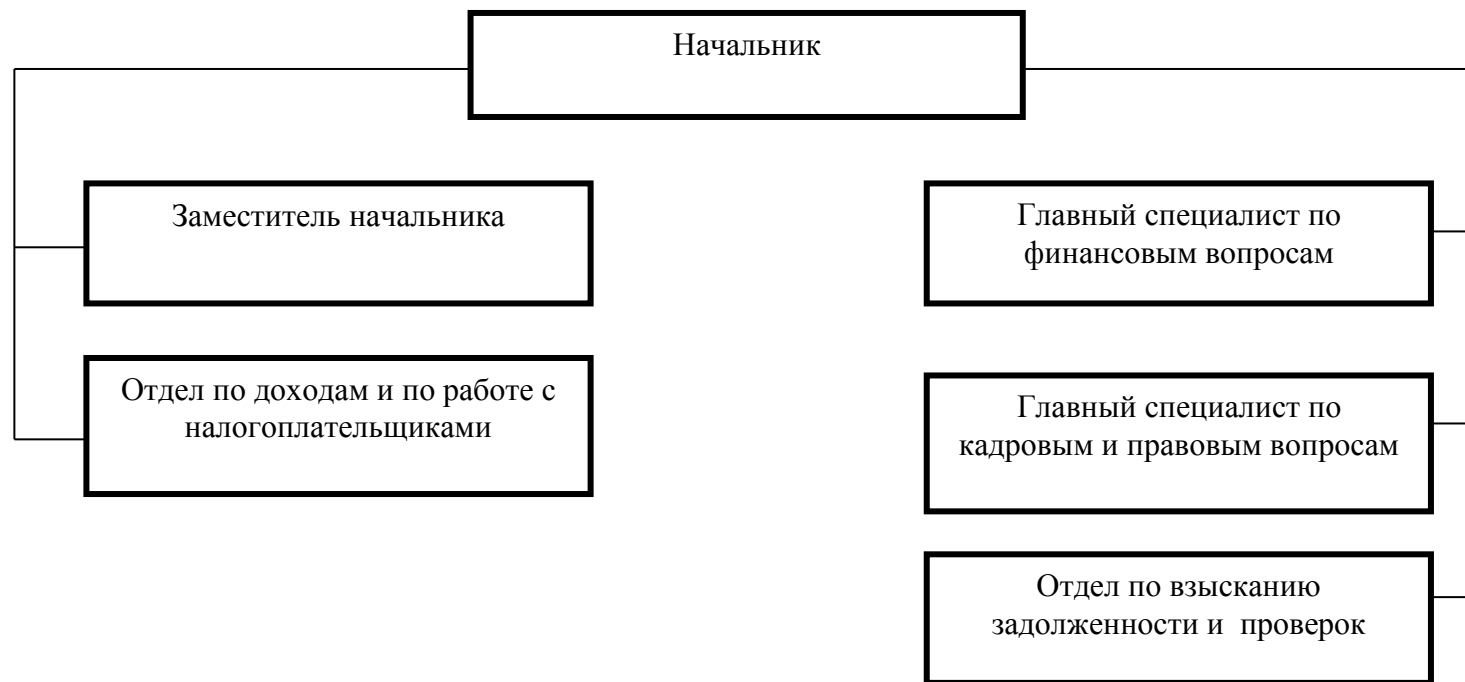 Начальник
Заместитель начальника
Отдел по доходам и по работе с
налогоплательщиками
Главный специалист по
финансовым вопросам
Главный специалист по
кадровым и правовым вопросам
Отдел по взысканию
задолженности и  проверок